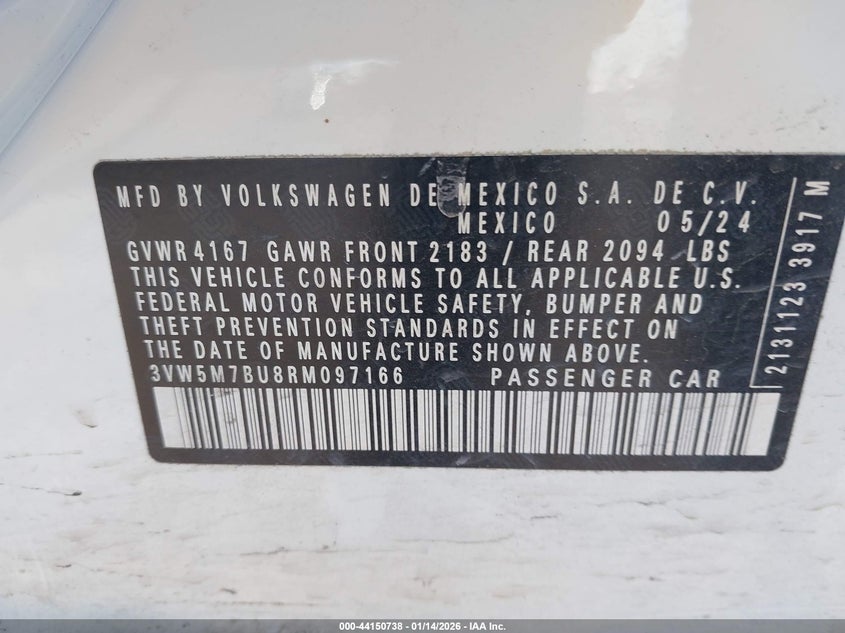 MFD BY VOLKSWAGEN DE MEXICO S.A. DE C.V.
MEXICO 05/24
GVWR 4167 GAWR FRONT 2183 / REAR 2094 LBS
THIS VEHICLE CONFORMS TO ALL APPLICABLE U.S.
FEDERAL MOTOR VEHICLE SAFETY, BUMPER AND
THEFT PREVENTION STANDARDS IN EFFECT ON
THE DATE OF MANUFACTURE SHOWN ABOVE.
3VW5M7BU8RM097166 PASSENGER CAR
2131123 3917 M
000-44150738 - 01/14/2026 - IAA Inc.